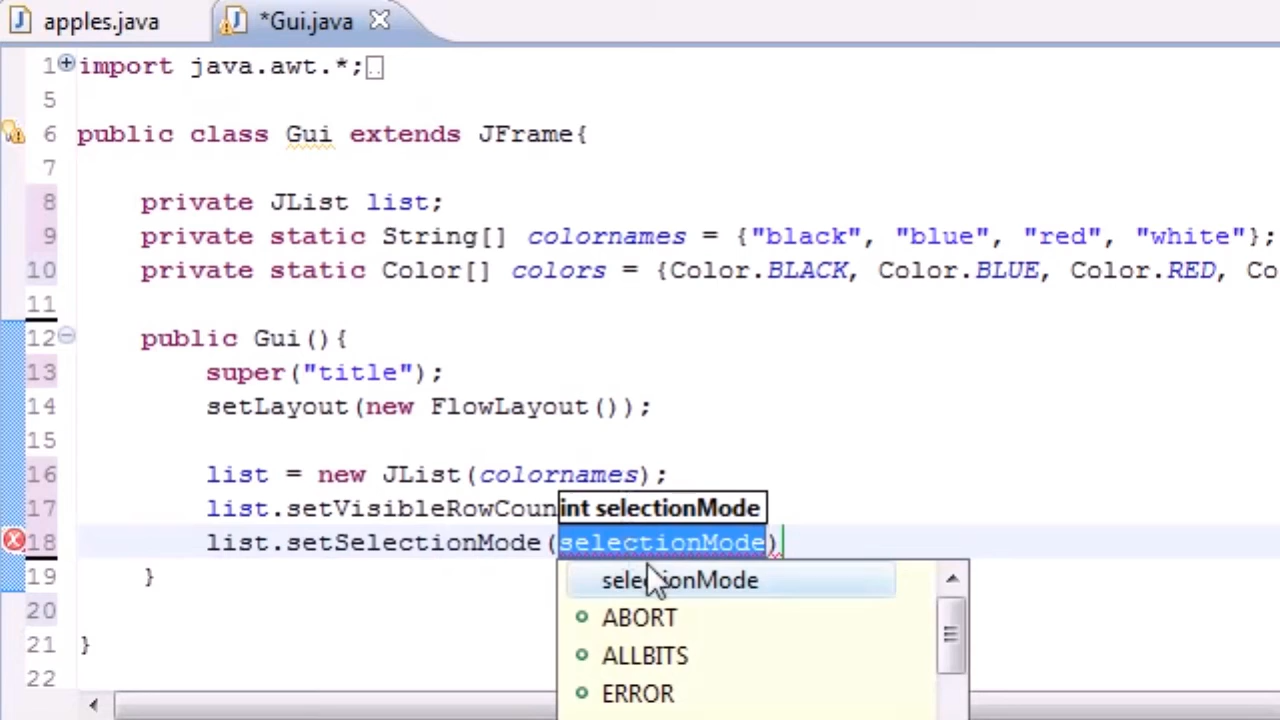 apples.java *Gui.java
1 import java.awt.*;
5
6 public class Gui extends JFrame{
7
8 private JList list;
9 private static String[] colornames = {"black", "blue", "red", "white"};
10 private static Color[] colors = {Color.BLACK, Color.BLUE, Color.RED, Co
11
12 public Gui(){
13 super("title");
14 setLayout(new FlowLayout());
15
16 list = new JList(colornames);
17 list.setVisibleRowCoun int selectionMode
18 list.setSelectionMode(selectionMode)
19 }
selectionMode
20
ABORT
21 }
ALLBITS
22
ERROR